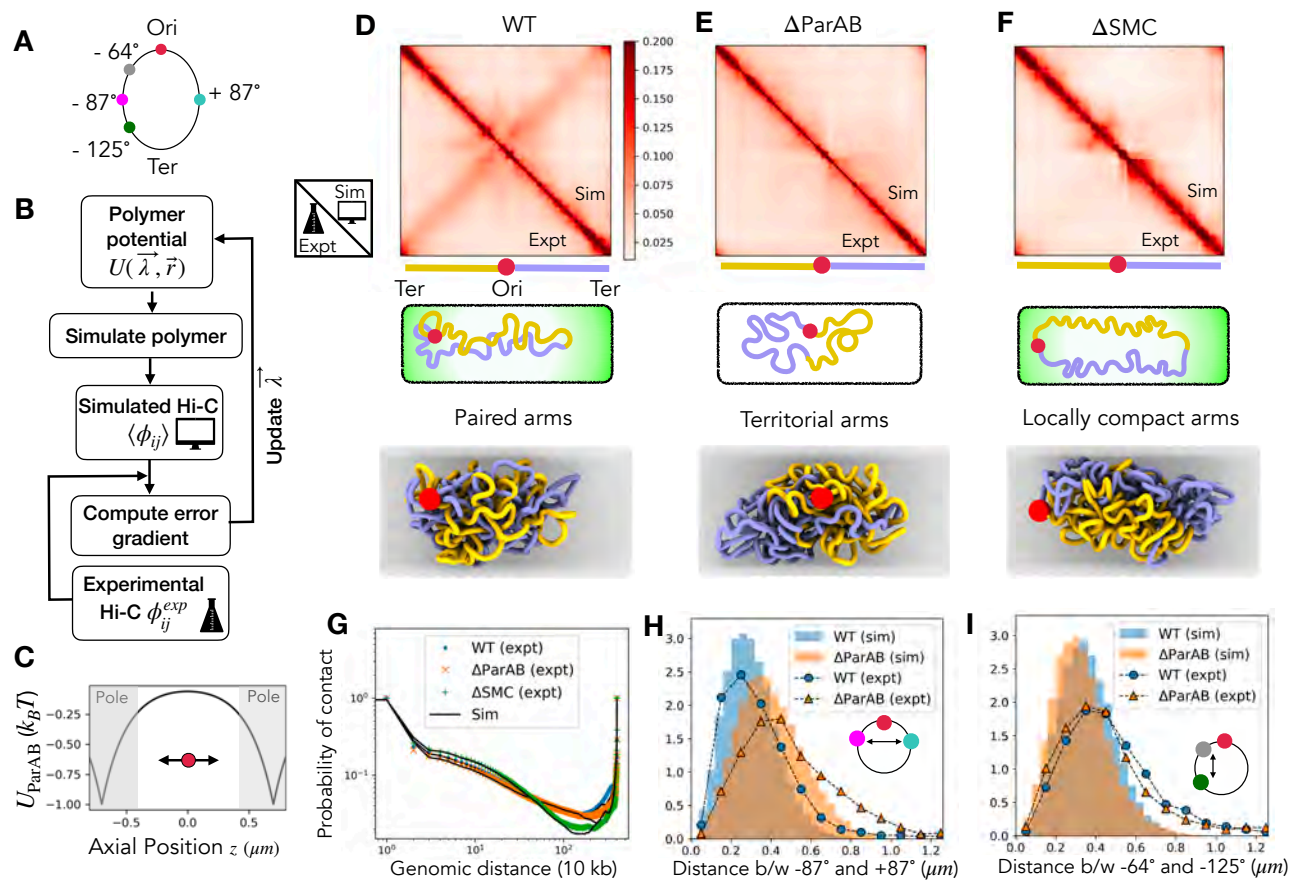 A
Ori
- 64˚
- 87˚
+ 87˚
- 125˚
Ter
B
Polymer
potential
U(λ⃗, r⃗)
Simulate polymer
Simulated Hi-C
⟨ϕij⟩
Compute error
gradient
Experimental
Hi-C ϕij^exp
Update λ⃗
C
Pole
Pole
−0.25
−0.50
−0.75
−1.00
UParAB (kBT)
−0.5
0.0
0.5
Axial Position z (μm)
Sim
Expt
D
WT
0.200
0.175
0.150
0.125
0.100
0.075
0.050
0.025
Sim
Expt
Ter
Ori
Ter
Paired arms
E
ΔParAB
Sim
Expt
Territorial arms
F
ΔSMC
Sim
Expt
Locally compact arms
G
WT (expt)
ΔParAB (expt)
ΔSMC (expt)
Sim
Probability of contact
10^0
10^−1
10^0
10^1
10^2
Genomic distance (10 kb)
H
3.0
2.5
2.0
1.5
1.0
0.5
0.0
WT (sim)
ΔParAB (sim)
WT (expt)
ΔParAB (expt)
0.0 0.2 0.4 0.6 0.8 1.0 1.2
Distance b/w -87˚ and +87˚ (μm)
I
3.0
2.5
2.0
1.5
1.0
0.5
0.0
WT (sim)
ΔParAB (sim)
WT (expt)
ΔParAB (expt)
0.0 0.2 0.4 0.6 0.8 1.0 1.2
Distance b/w -64˚ and -125˚ (μm)